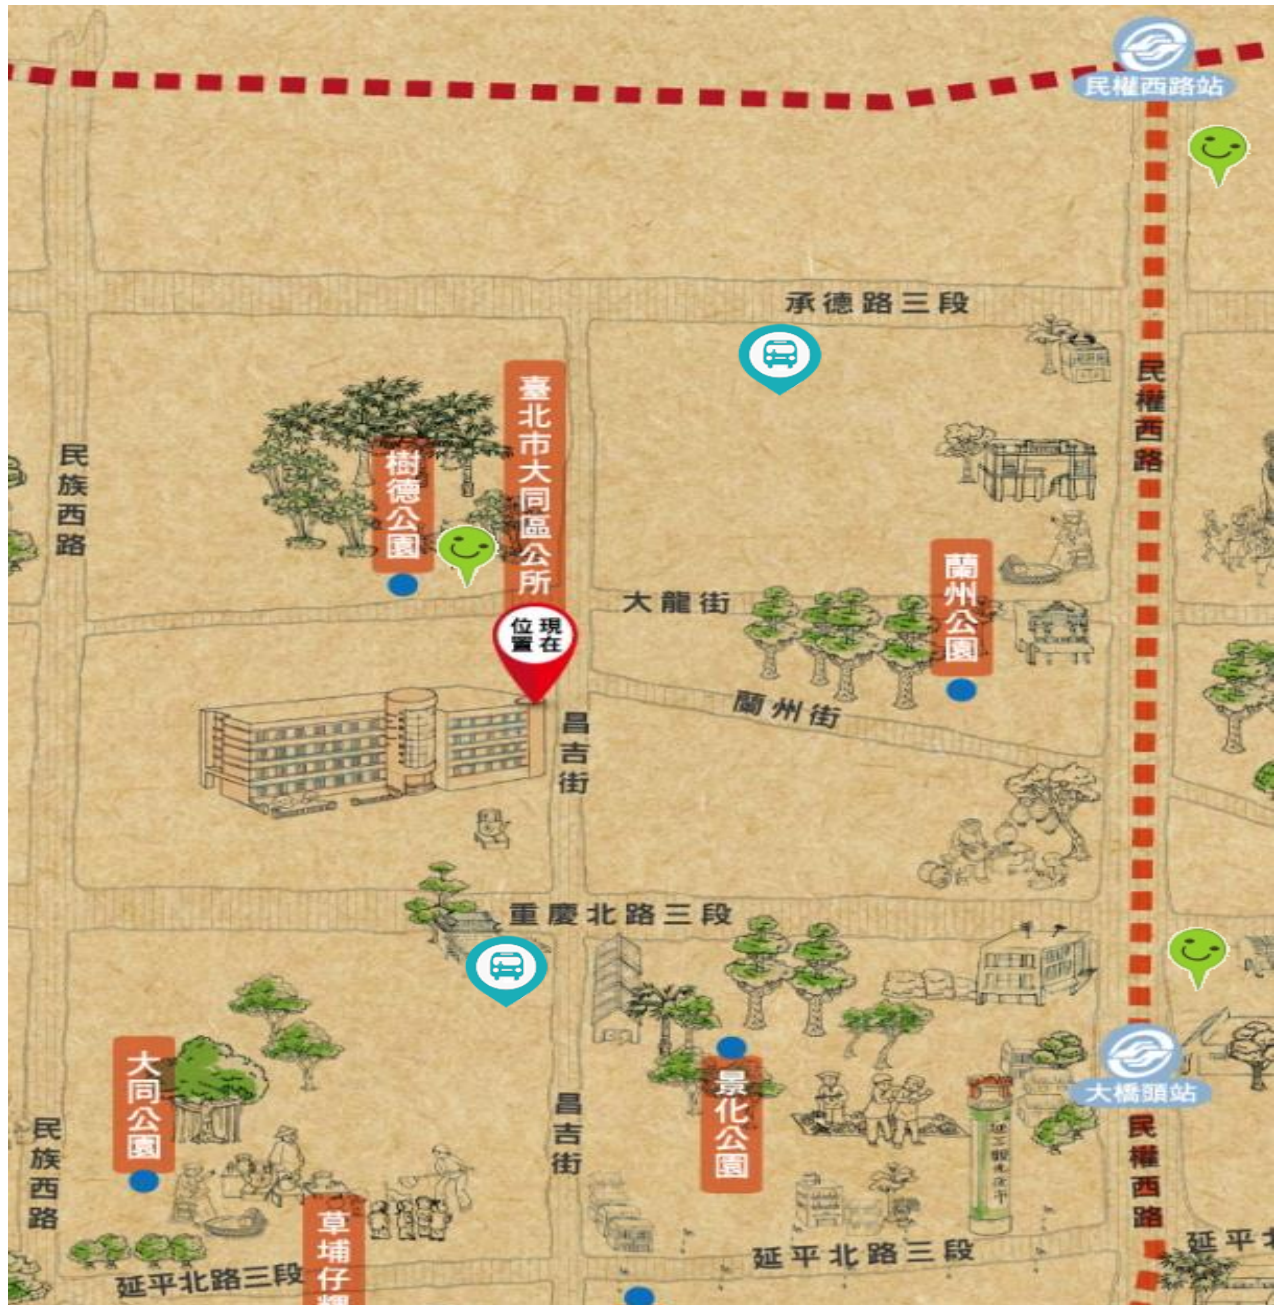 民權西路站
承德路三段
臺北市大同區公所
樹德公園
民權西路
民族西路
蘭州公園
大龍街
現在
位置
蘭州街
昌吉街
重慶北路三段
大同公園
景化公園
大橋頭站
昌吉街
民族西路
民權西路
草埔仔
延平北路三段
延平北路三段
延平北